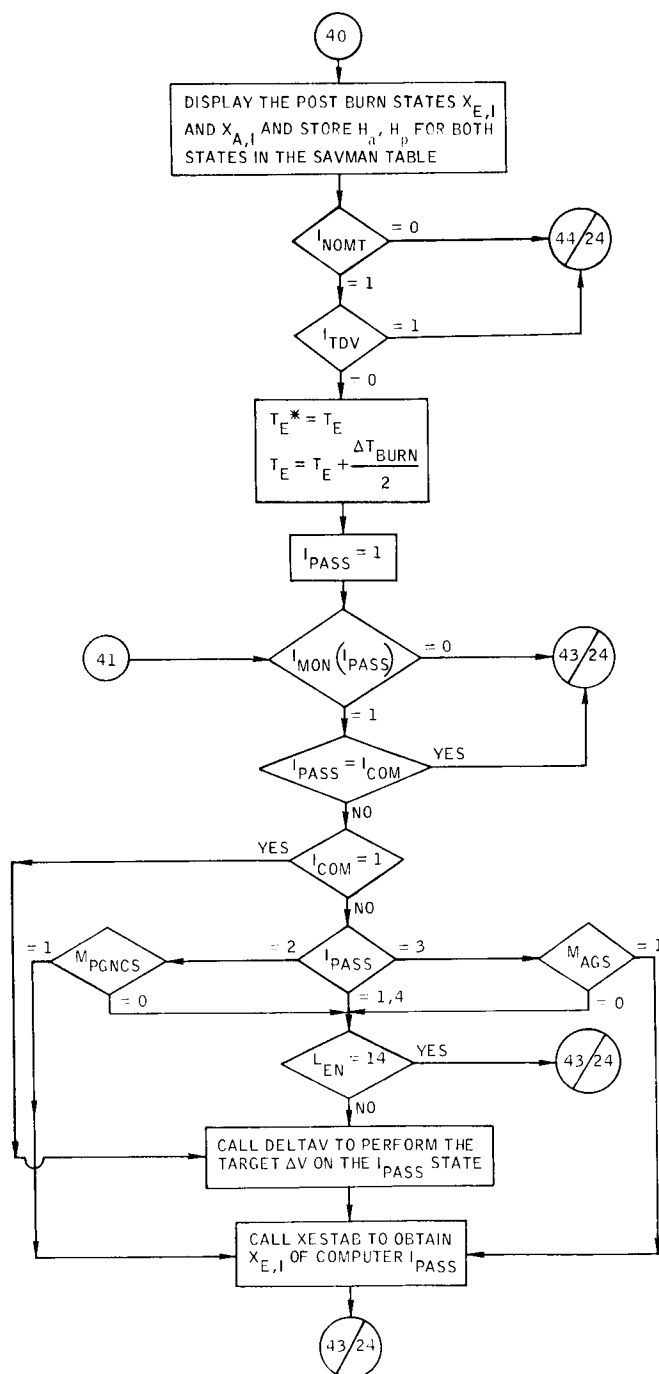 40
DISPLAY THE POST BURN STATES X_E,I
AND X_A,I AND STORE H_a, H_p FOR BOTH
STATES IN THE SAVMAN TABLE
I_NOMT
= 0
44/24
= 1
I_TDV
= 1
= 0
T_E* = T_E
T_E = T_E + ΔT_BURN/2
I_PASS = 1
41
I_MON(I_PASS)
= 0
43/24
= 1
I_PASS = I_COM
YES
NO
YES
I_COM = 1
NO
= 1
M_PGNCS
= 2
I_PASS
= 3
M_AGS
= 1
= 0
= 1,4
= 0
L_EN = 14
YES
43/24
NO
CALL DELTAV TO PERFORM THE
TARGET ΔV ON THE I_PASS STATE
CALL XESTAB TO OBTAIN
X_E,I OF COMPUTER I_PASS
43/24